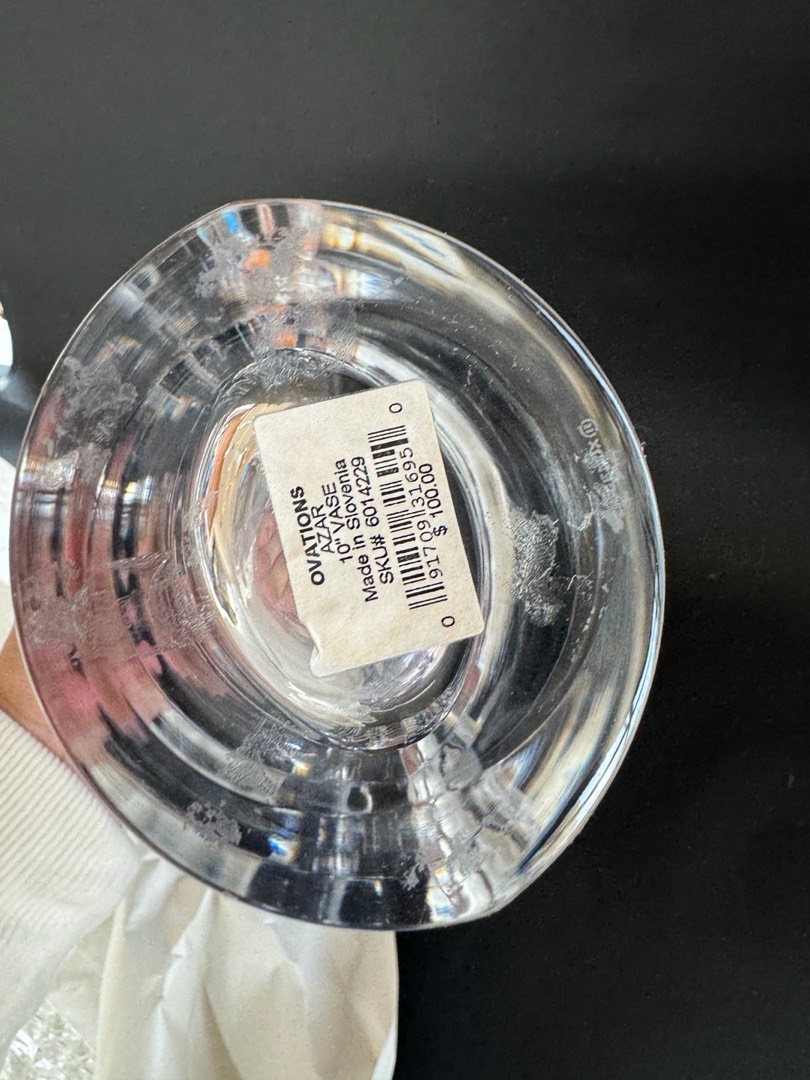 OVATIONS
AZAR
10" VASE
Made in Slovenia
SKU# 6014229
0 91709 31695 0
$ 100.00